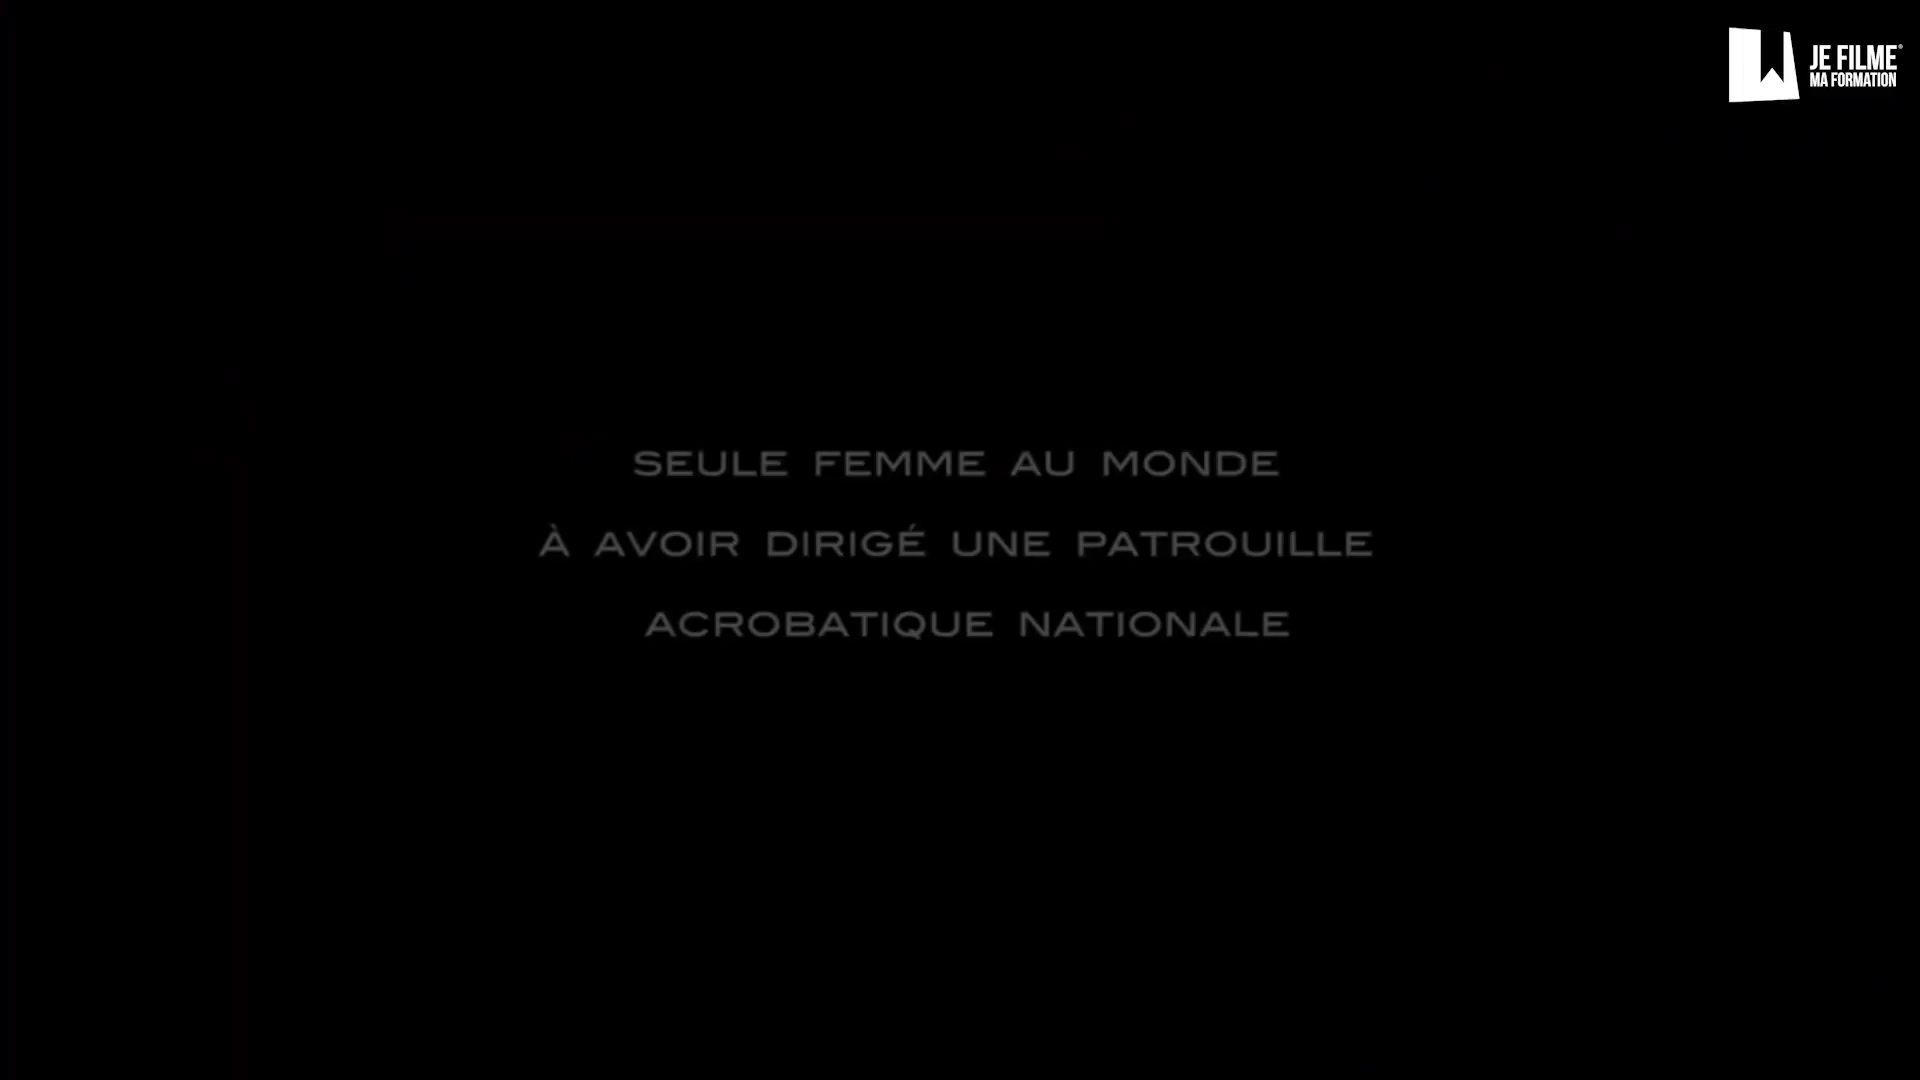 JE FILME
MA FORMATION
SEULE FEMME AU MONDE
À AVOIR DIRIGÉ UNE PATROUILLE
ACROBATIQUE NATIONALE